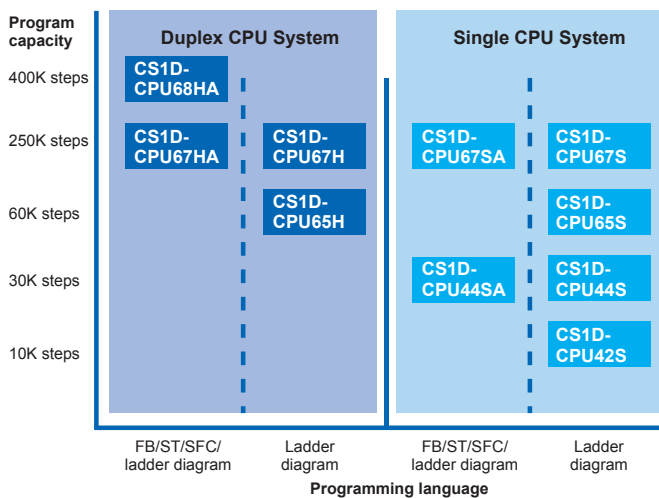 Program
capacity
Duplex CPU System
Single CPU System
400K steps
CS1D-
CPU68HA
250K steps
CS1D-
CPU67HA
CS1D-
CPU67H
CS1D-
CPU67SA
CS1D-
CPU67S
60K steps
CS1D-
CPU65H
CS1D-
CPU65S
30K steps
CS1D-
CPU44SA
CS1D-
CPU44S
10K steps
CS1D-
CPU42S
FB/ST/SFC/
ladder diagram
Ladder
diagram
FB/ST/SFC/
ladder diagram
Ladder
diagram
Programming language